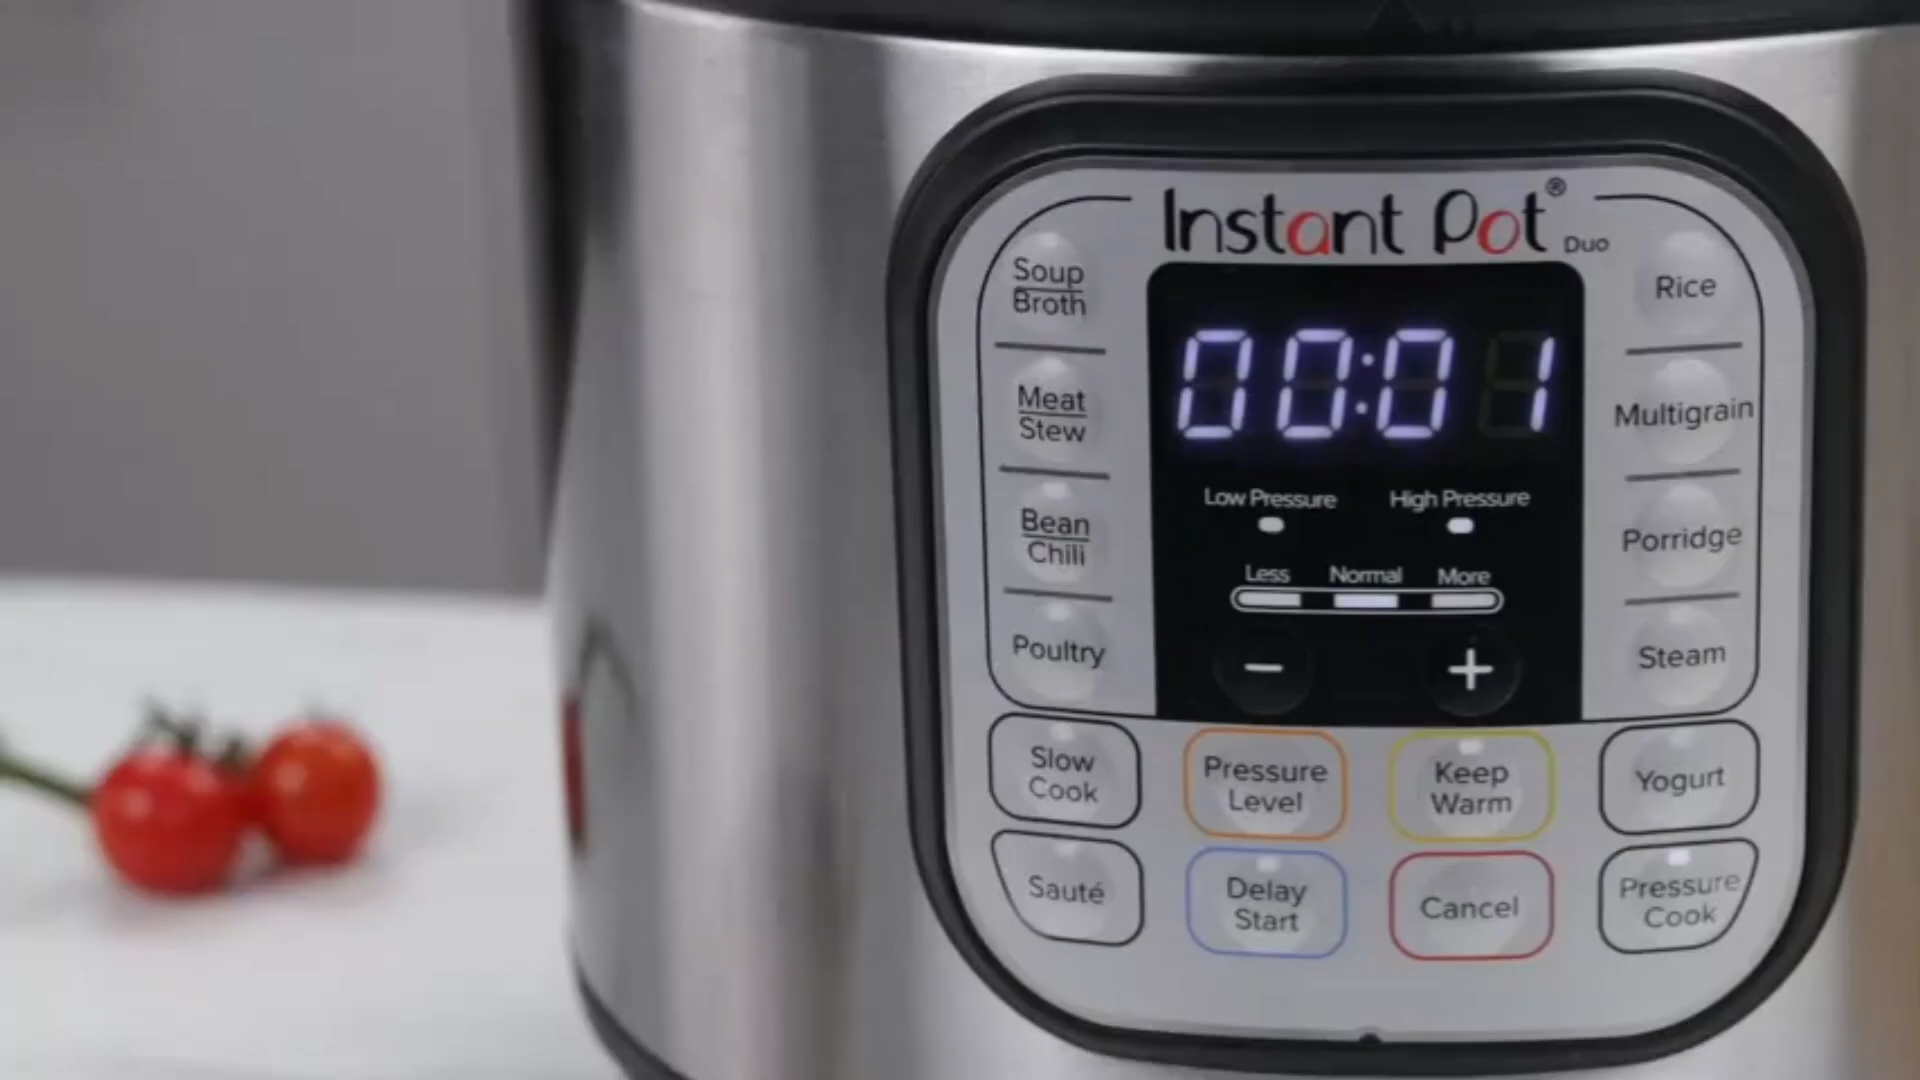 Instant Pot® Duo
Soup
Broth
Meat
Stew
Bean
Chili
Poultry
00:01
Low Pressure High Pressure
Less Normal More
− +
Rice
Multigrain
Porridge
Steam
Slow
Cook
Pressure
Level
Keep
Warm
Yogurt
Sauté
Delay
Start
Cancel
Pressure
Cook